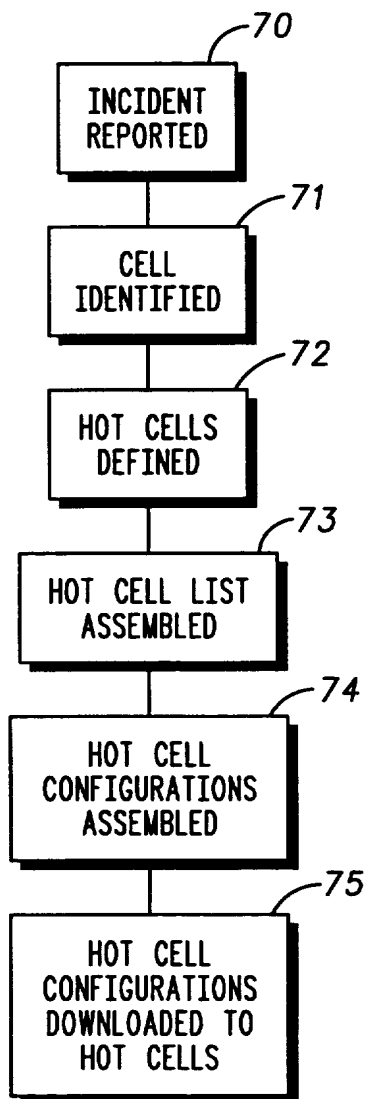 70
INCIDENT
REPORTED
71
CELL
IDENTIFIED
72
HOT CELLS
DEFINED
73
HOT CELL LIST
ASSEMBLED
74
HOT CELL
CONFIGURATIONS
ASSEMBLED
75
HOT CELL
CONFIGURATIONS
DOWNLOADED TO
HOT CELLS